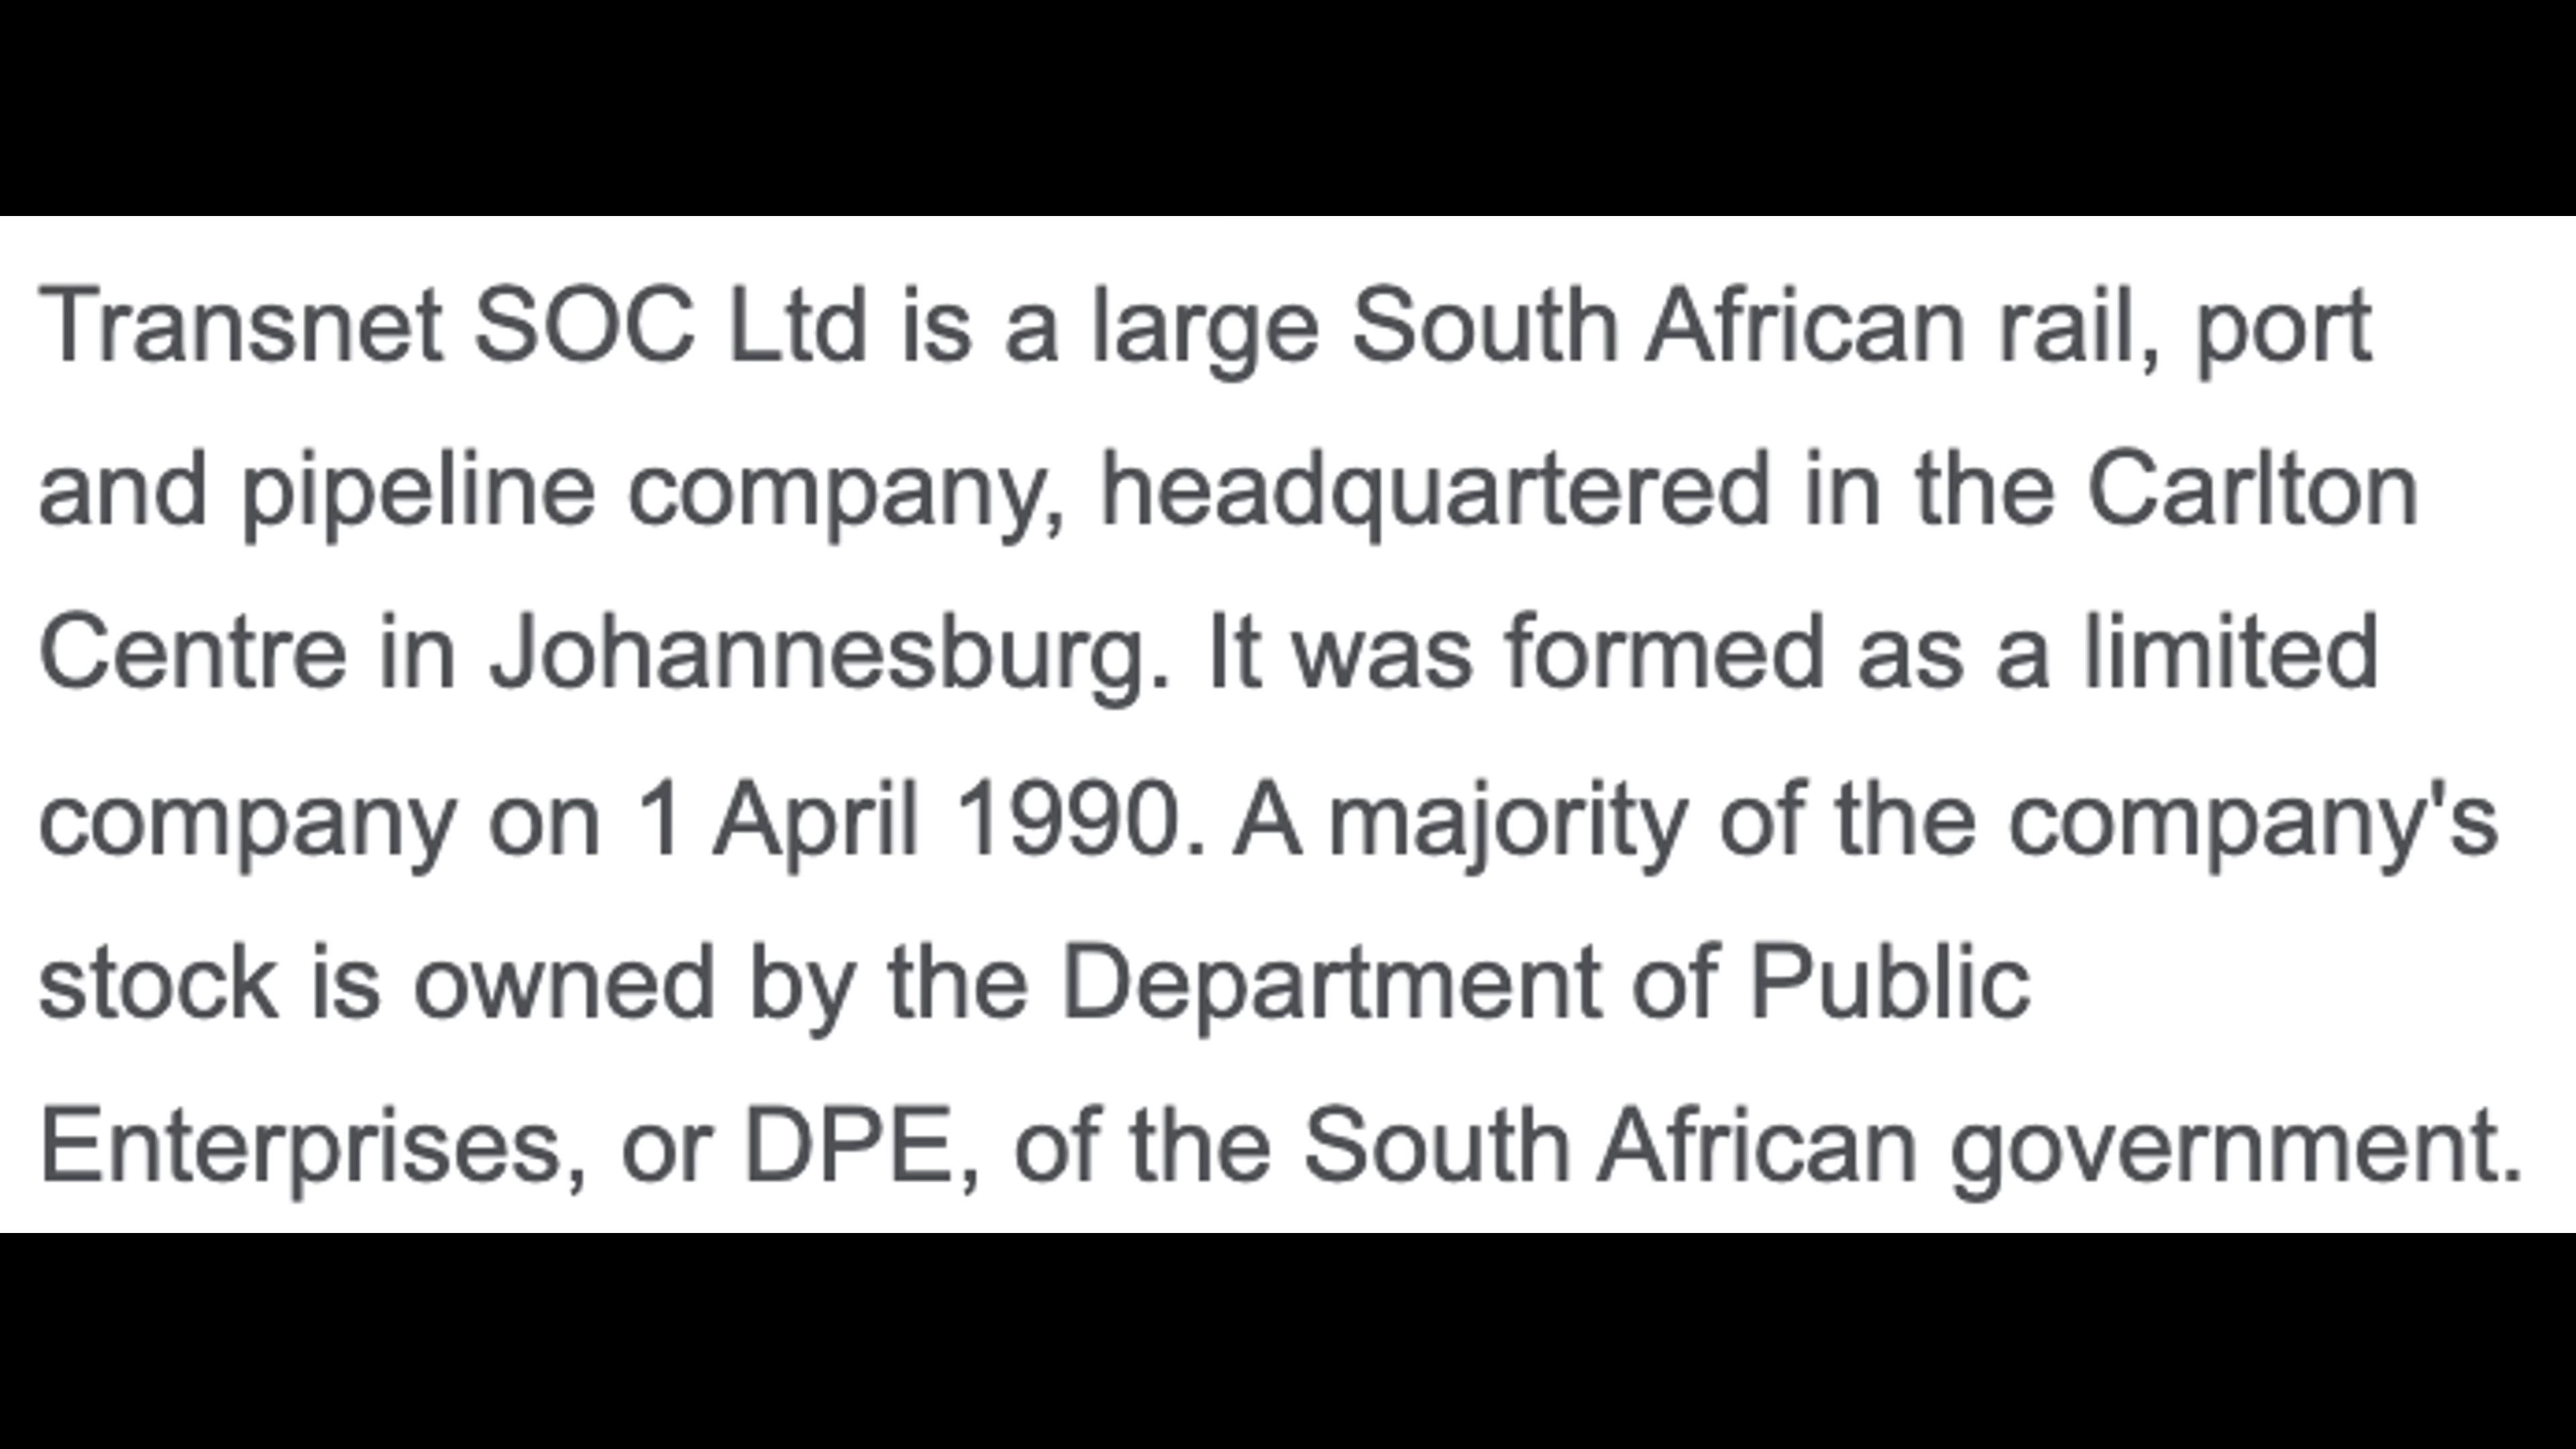 Transnet SOC Ltd is a large South African rail, port
and pipeline company, headquartered in the Carlton
Centre in Johannesburg. It was formed as a limited
company on 1 April 1990. A majority of the company's
stock is owned by the Department of Public
Enterprises, or DPE, of the South African government.